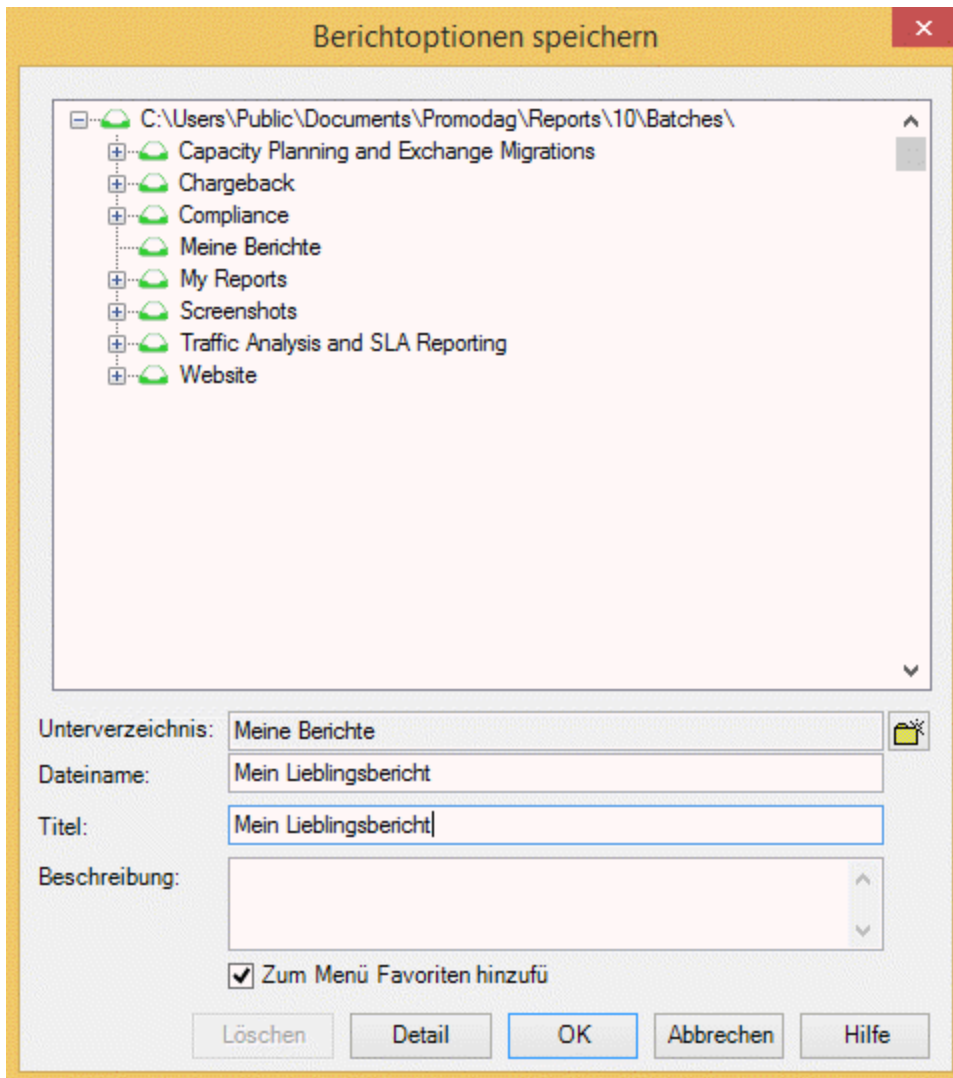 Berichtoptionen speichern
C:\Users\Public\Documents\Promodag\Reports\10\Batches\
Capacity Planning and Exchange Migrations
Chargeback
Compliance
Meine Berichte
My Reports
Screenshots
Traffic Analysis and SLA Reporting
Website
Unterverzeichnis: Meine Berichte
Dateiname: Mein Lieblingsbericht
Titel: Mein Lieblingsbericht
Beschreibung:
Zum Menü Favoriten hinzufü
Löschen Detail OK Abbrechen Hilfe